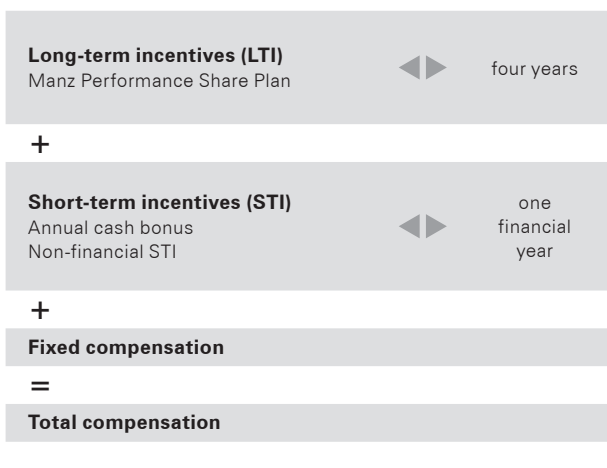 Long-term incentives (LTI)
Manz Performance Share Plan
four years
+
Short-term incentives (STI)
Annual cash bonus
Non-financial STI
one
financial
year
+
Fixed compensation
=
Total compensation